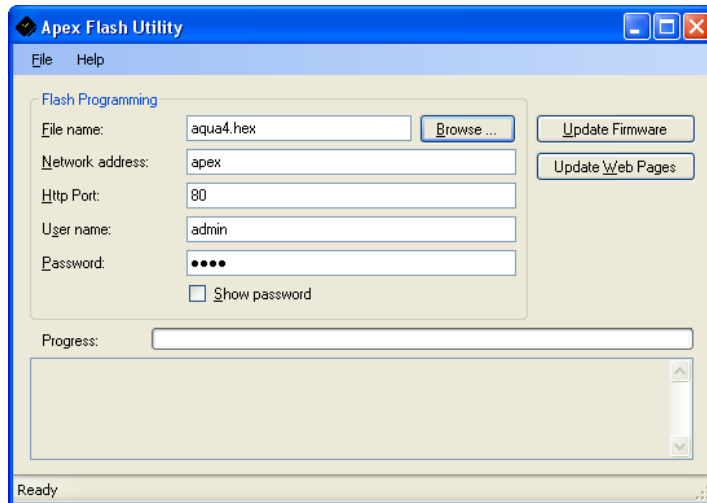 Apex Flash Utility
File Help
Flash Programming
File name: aqua4.hex Browse ... Update Firmware
Network address: apex Update Web Pages
Http Port: 80
User name: admin
Password: ●●●●
Show password
Progress:
Ready